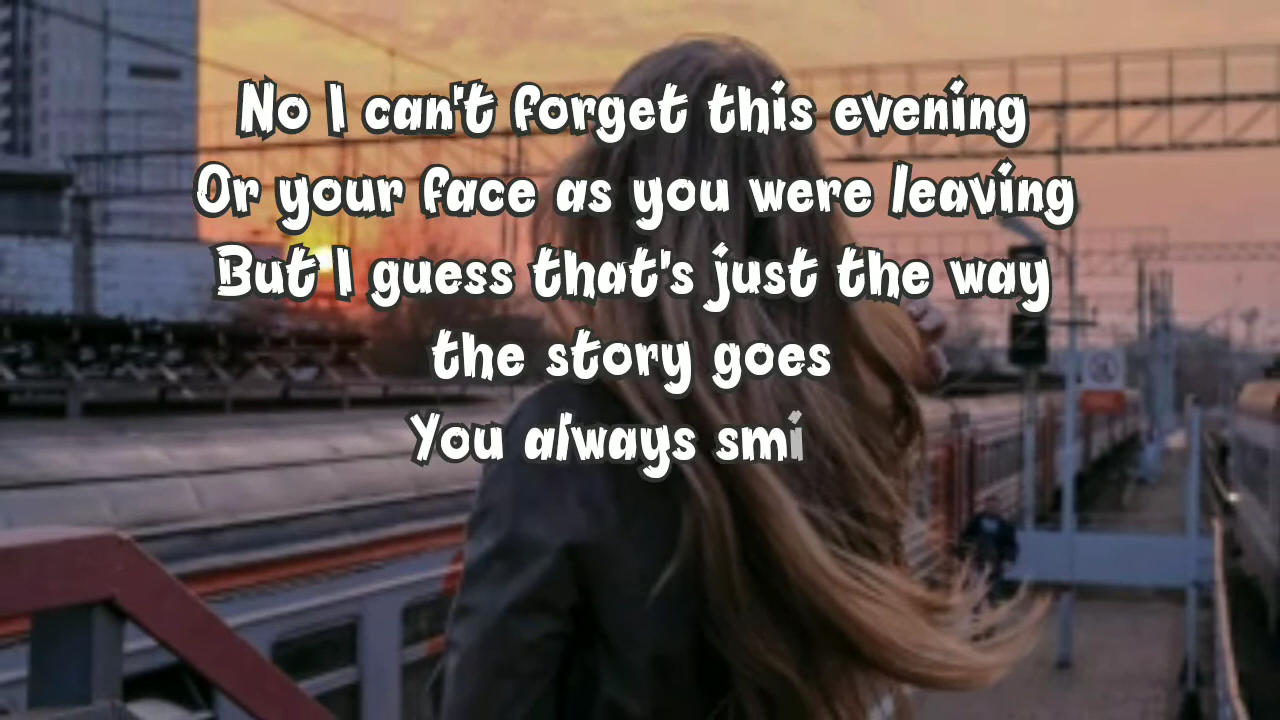 No I can't forget this evening
Or your face as you were leaving
But I guess that's just the way
the story goes
You always smi